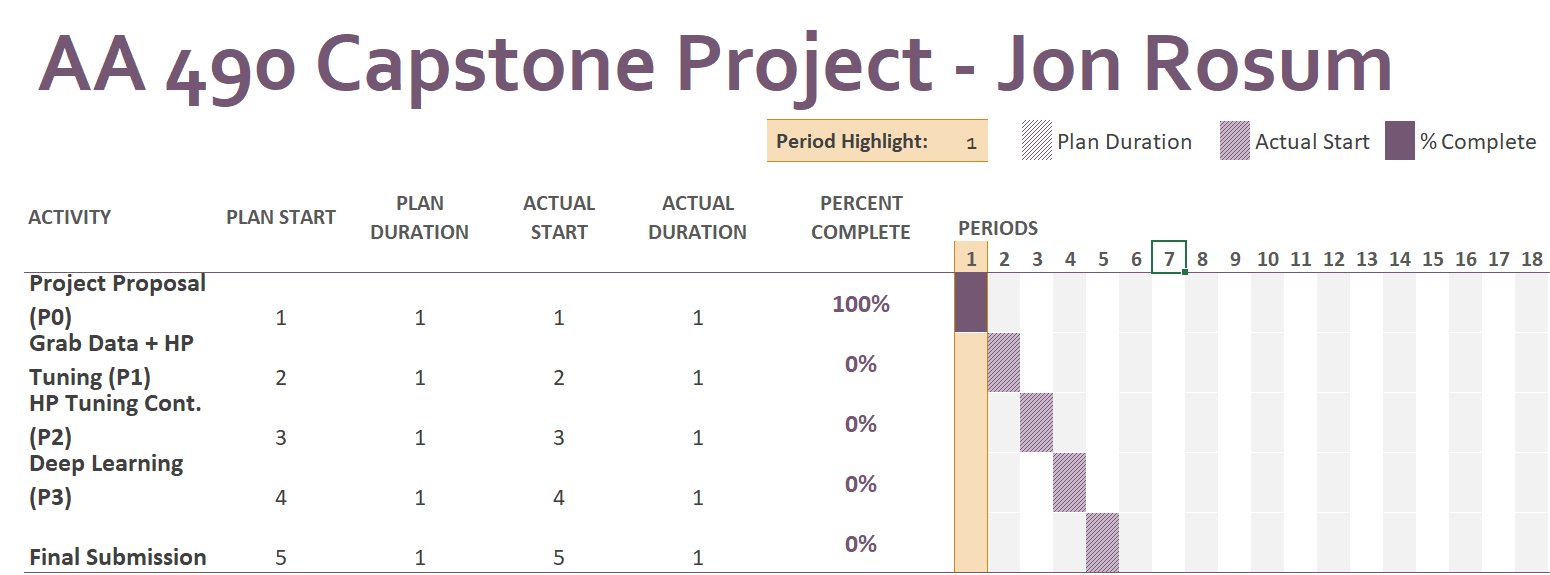 AA 490 Capstone Project - Jon Rosum
Period Highlight: 1 Plan Duration Actual Start % Complete
ACTIVITY PLAN START PLAN DURATION ACTUAL START ACTUAL DURATION PERCENT COMPLETE PERIODS
1 2 3 4 5 6 7 8 9 10 11 12 13 14 15 16 17 18
Project Proposal
(P0) 1 1 1 1 100%
Grab Data + HP
Tuning (P1) 2 1 2 1 0%
HP Tuning Cont.
(P2) 3 1 3 1 0%
Deep Learning
(P3) 4 1 4 1 0%
Final Submission 5 1 5 1 0%